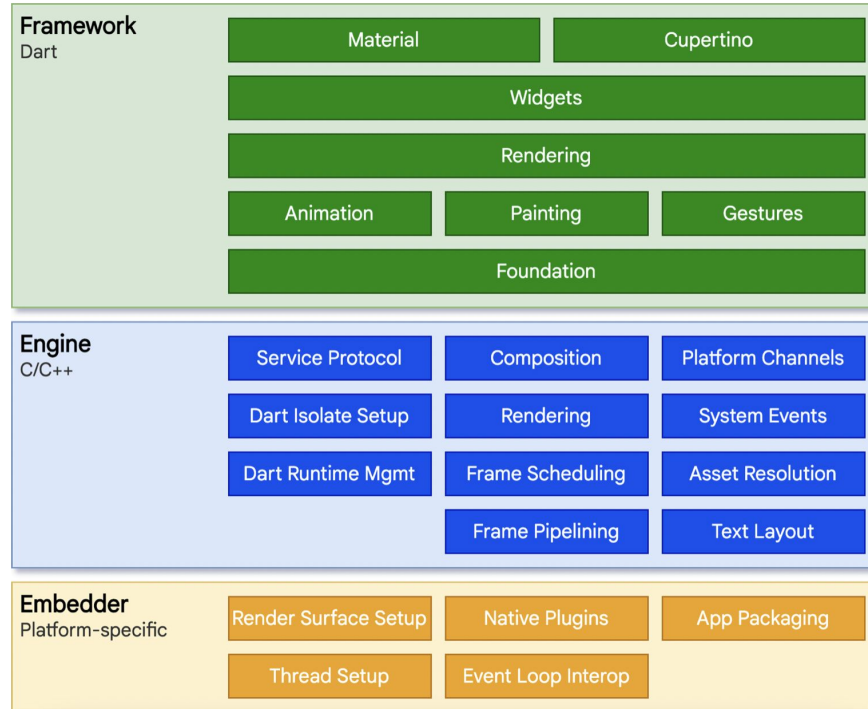 Framework
Dart
Material
Cupertino
Widgets
Rendering
Animation
Painting
Gestures
Foundation
Engine
C/C++
Service Protocol
Composition
Platform Channels
Dart Isolate Setup
Rendering
System Events
Dart Runtime Mgmt
Frame Scheduling
Asset Resolution
Frame Pipelining
Text Layout
Embedder
Platform-specific
Render Surface Setup
Native Plugins
App Packaging
Thread Setup
Event Loop Interop